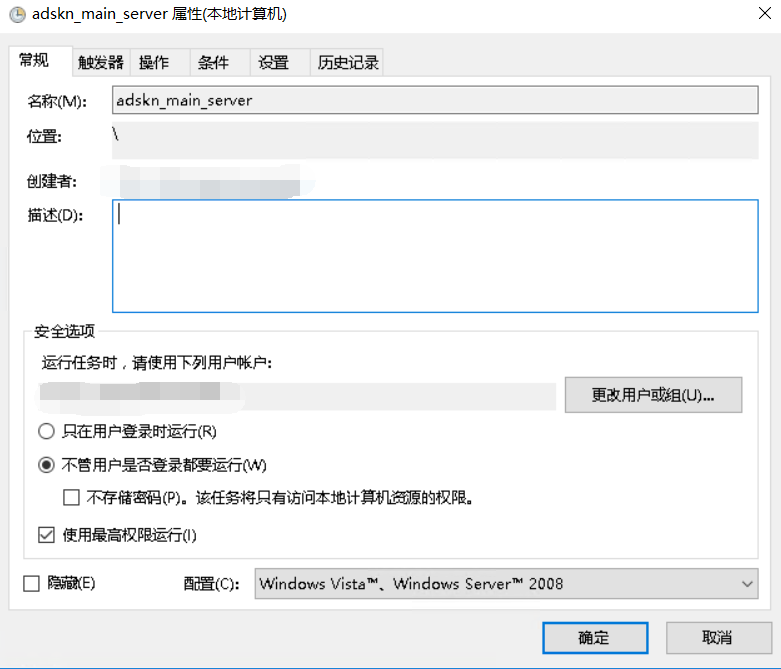 adskn_main_server 属性(本地计算机)
常规 触发器 操作 条件 设置 历史记录
名称(M): adskn_main_server
位置: \
创建者:
描述(D):
安全选项
运行任务时，请使用下列用户帐户:
更改用户或组(U)...
只在用户登录时运行(R)
不管用户是否登录都要运行(W)
不存储密码(P)。该任务将只有访问本地计算机资源的权限。
使用最高权限运行(I)
隐藏(E) 配置(C): Windows Vista™、Windows Server™ 2008
确定 取消